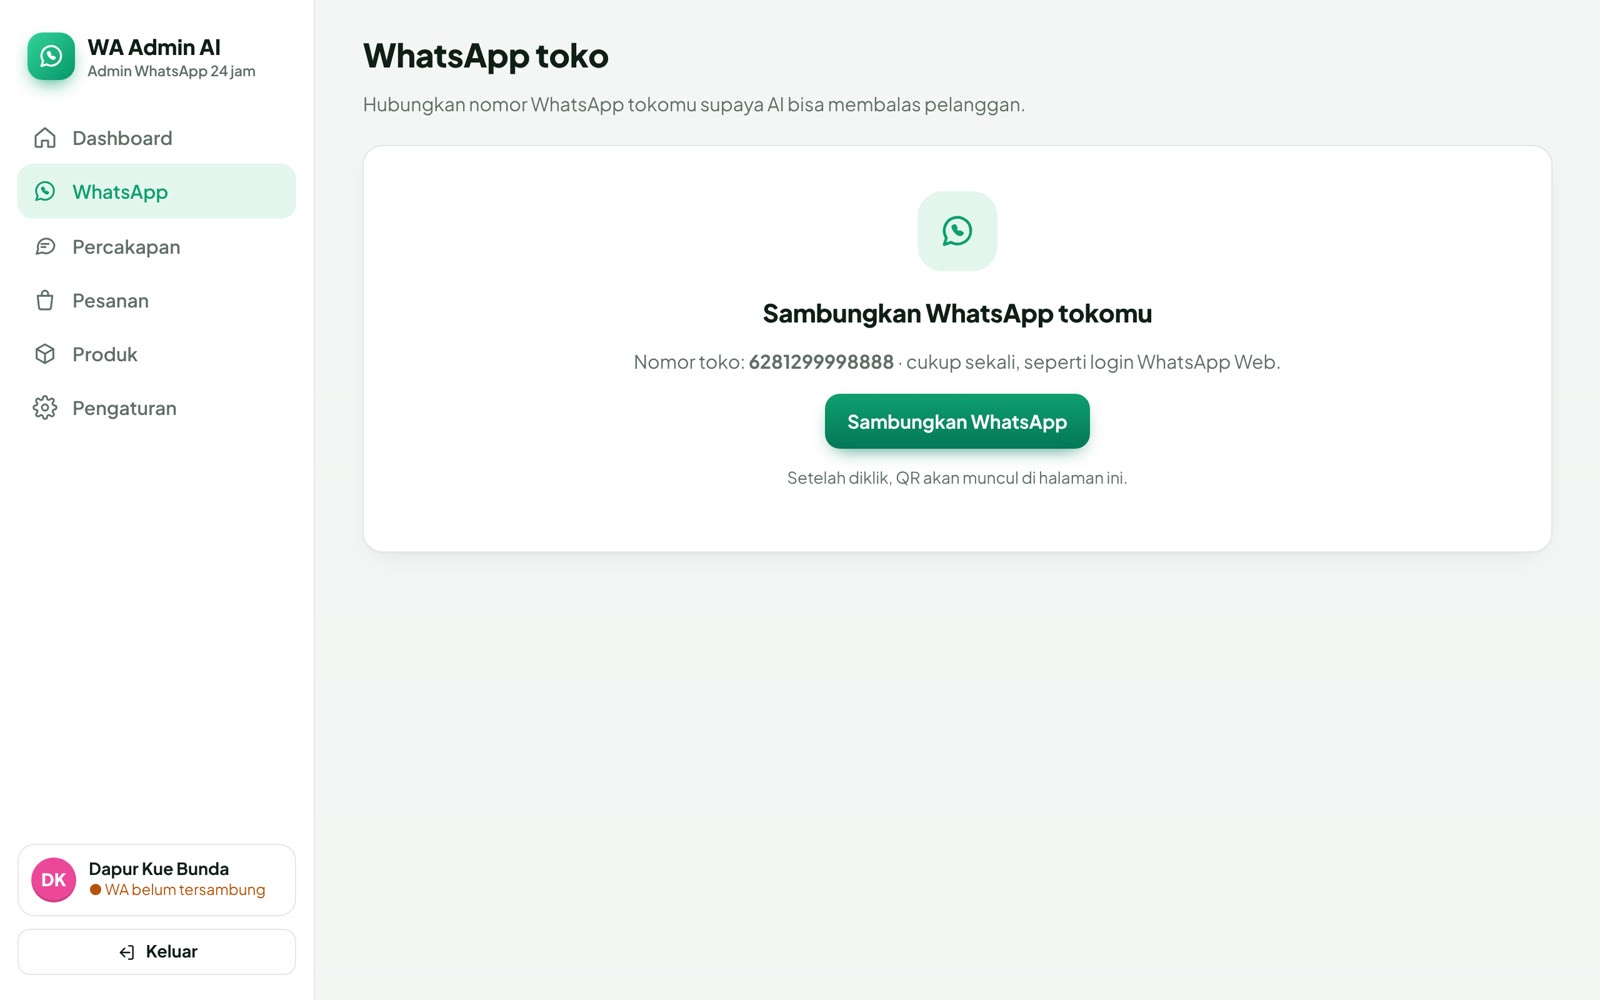 WA Admin AI
Admin WhatsApp 24 jam
Dashboard
WhatsApp
Percakapan
Pesanan
Produk
Pengaturan
DK
Dapur Kue Bunda
WA belum tersambung
Keluar
WhatsApp toko
Hubungkan nomor WhatsApp tokomu supaya AI bisa membalas pelanggan.
Sambungkan WhatsApp tokomu
Nomor toko: 6281299998888 · cukup sekali, seperti login WhatsApp Web.
Sambungkan WhatsApp
Setelah diklik, QR akan muncul di halaman ini.